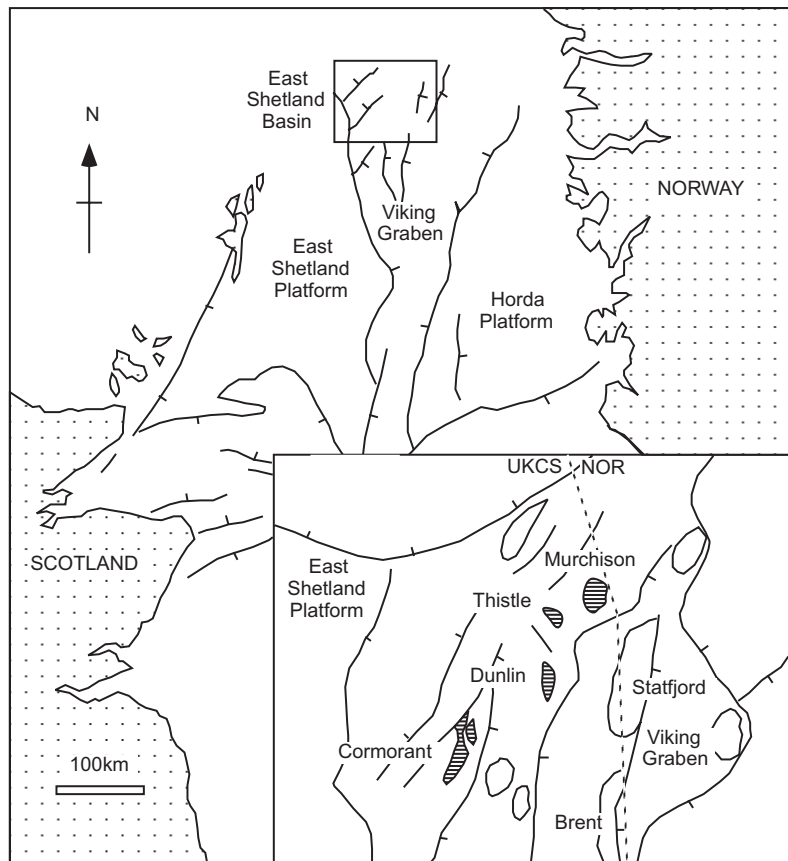 East
Shetland
Basin
N
NORWAY
Viking
Graben
East
Shetland
Platform
Horda
Platform
UKCS NOR
SCOTLAND
East
Shetland
Platform
Murchison
Thistle
Dunlin
Statfjord
Cormorant
Viking
Graben
100km
Brent